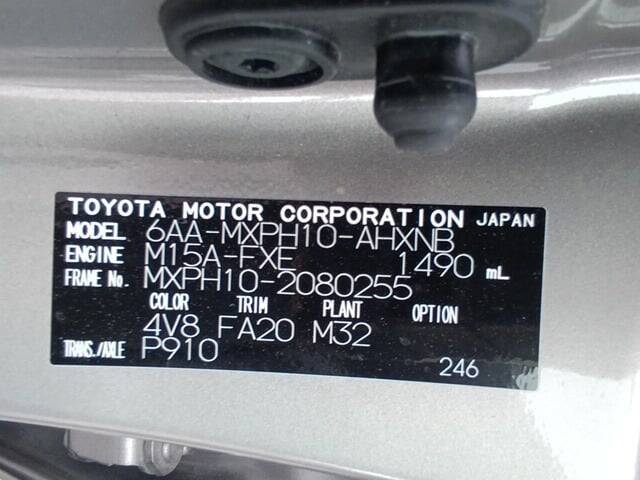 TOYOTA MOTOR CORPORATION JAPAN
MODEL 6AA-MXPH10-AHXNB
ENGINE M15A-FXE 1490 mL
FRAME No. MXPH10-2080255
COLOR TRIM PLANT OPTION
4V8 FA20 M32
TRANS./AXLE P910 246